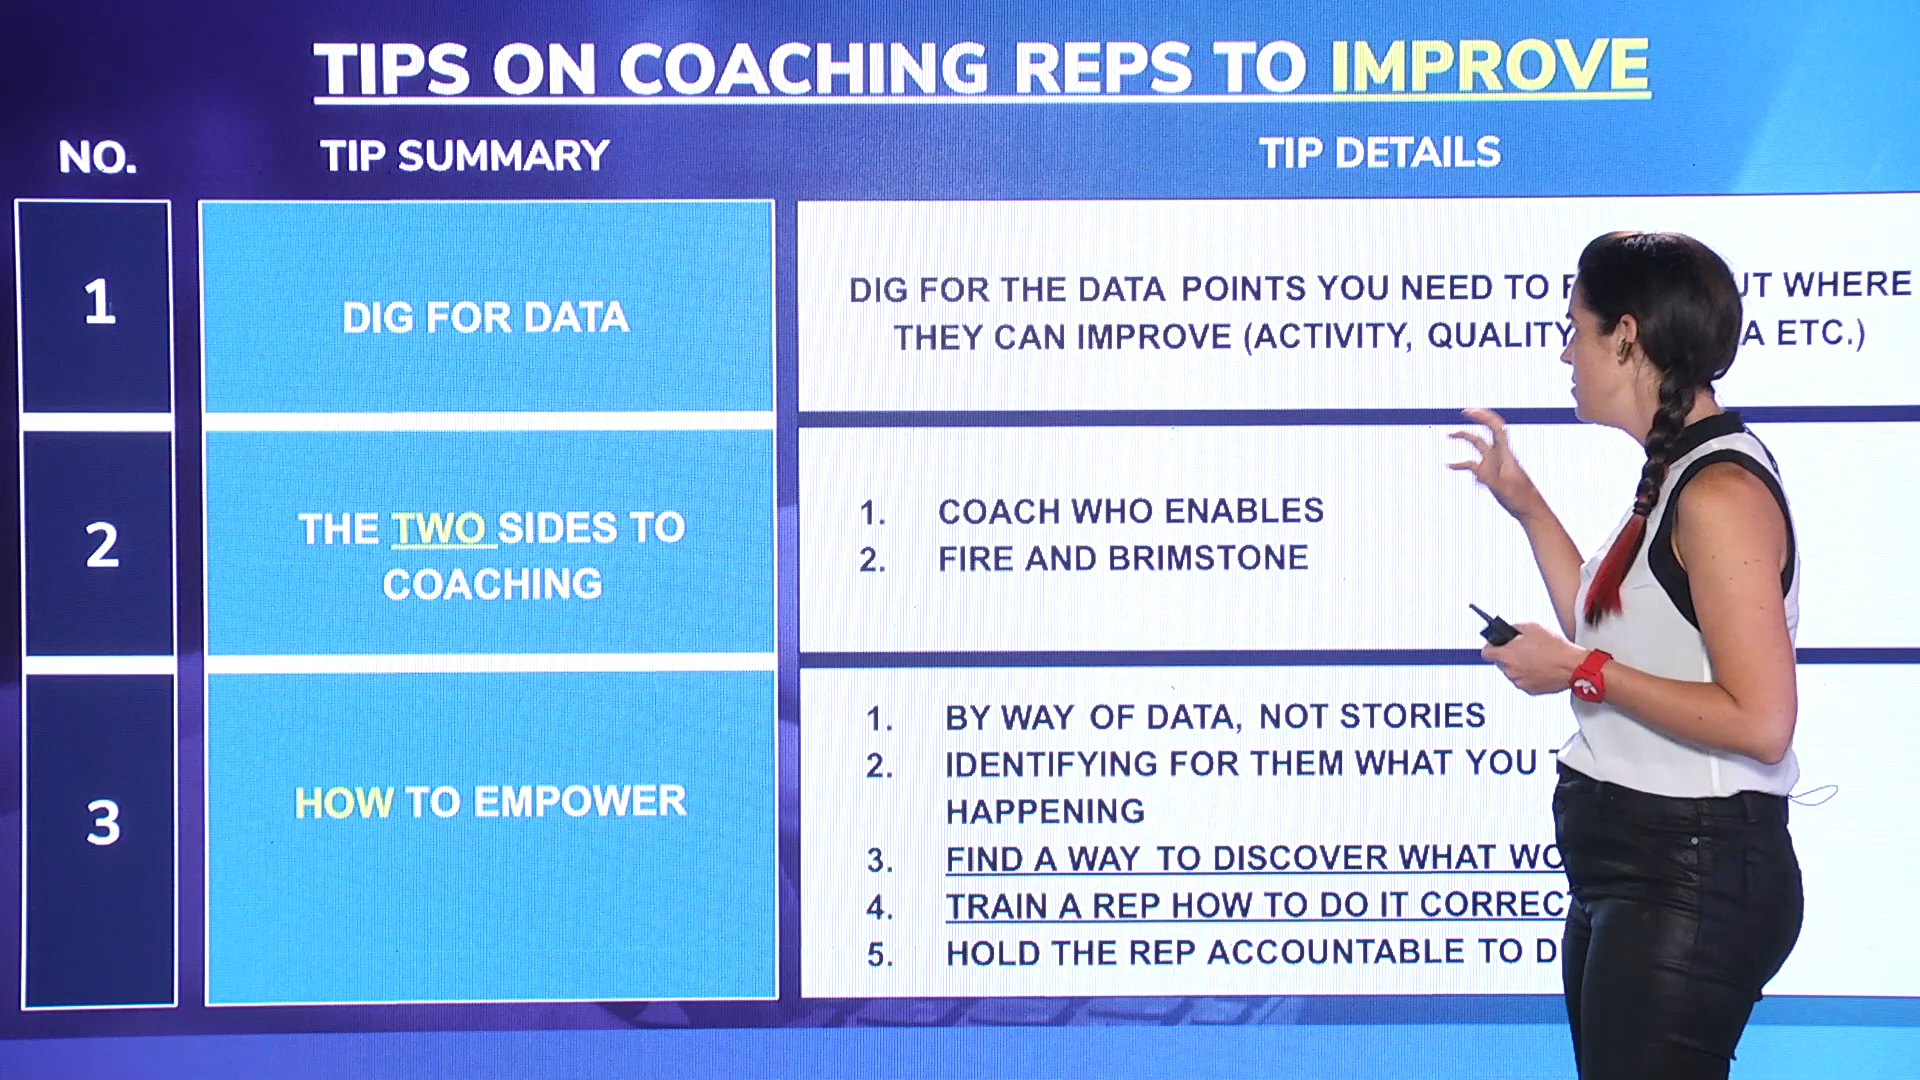 TIPS ON COACHING REPS TO IMPROVE
NO. TIP SUMMARY TIP DETAILS
1
DIG FOR DATA
DIG FOR THE DATA POINTS YOU NEED TO WHERE
THEY CAN IMPROVE (ACTIVITY, QUALITY ETC.)
2
THE TWO SIDES TO
COACHING
1. COACH WHO ENABLES
2. FIRE AND BRIMSTONE
3
HOW TO EMPOWER
1. BY WAY OF DATA, NOT STORIES
2. IDENTIFYING FOR THEM WHAT YOU
HAPPENING
3. FIND A WAY TO DISCOVER WHAT
4. TRAIN A REP HOW TO DO IT
5. HOLD THE REP ACCOUNTABLE TO